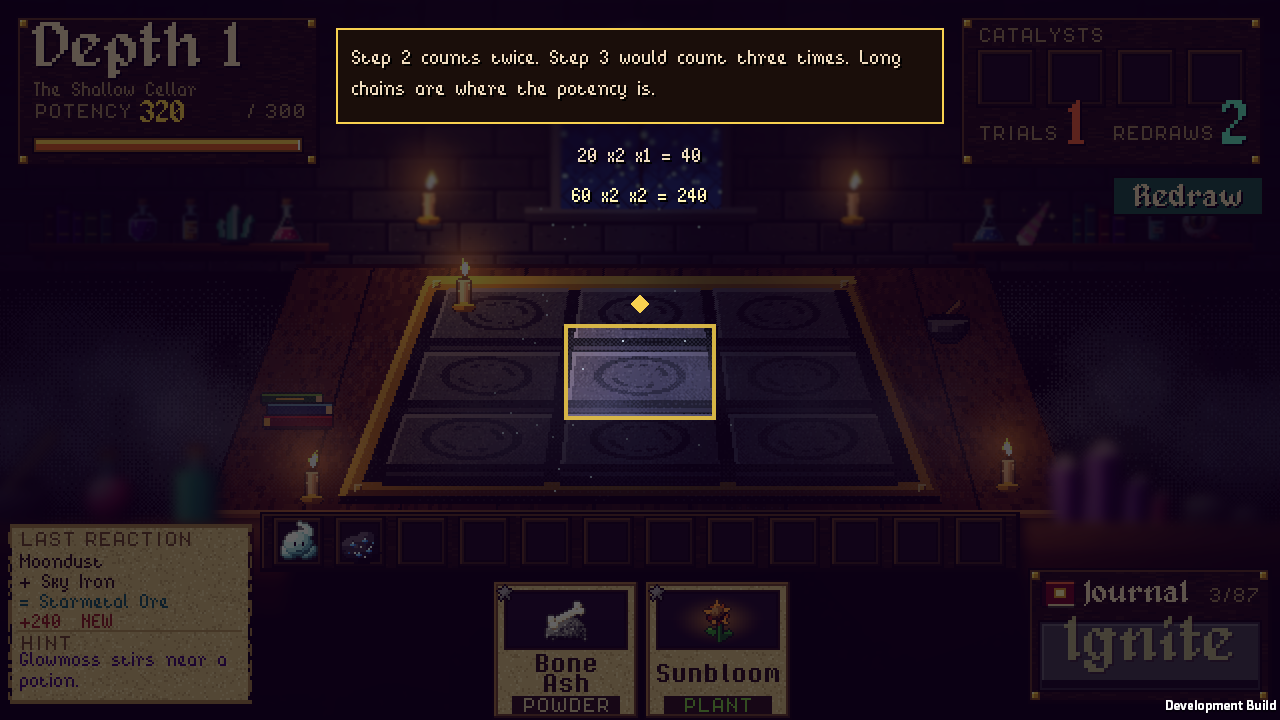 Depth 1
The Shallow Cellar
POTENCY 320 / 300
Step 2 counts twice. Step 3 would count three times. Long
chains are where the potency is.
20 x2 x1 = 40
60 x2 x2 = 240
CATALYSTS
TRIALS 1 REDRAWS 2
Redraw
LAST REACTION
Moondust
+ Sky Iron
= Starmetal Ore
+240 NEW
HINT
Glowmoss stirs near a
potion.
Bone
Ash
POWDER
Sunbloom
PLANT
Journal 3/87
Ignite
Development Build